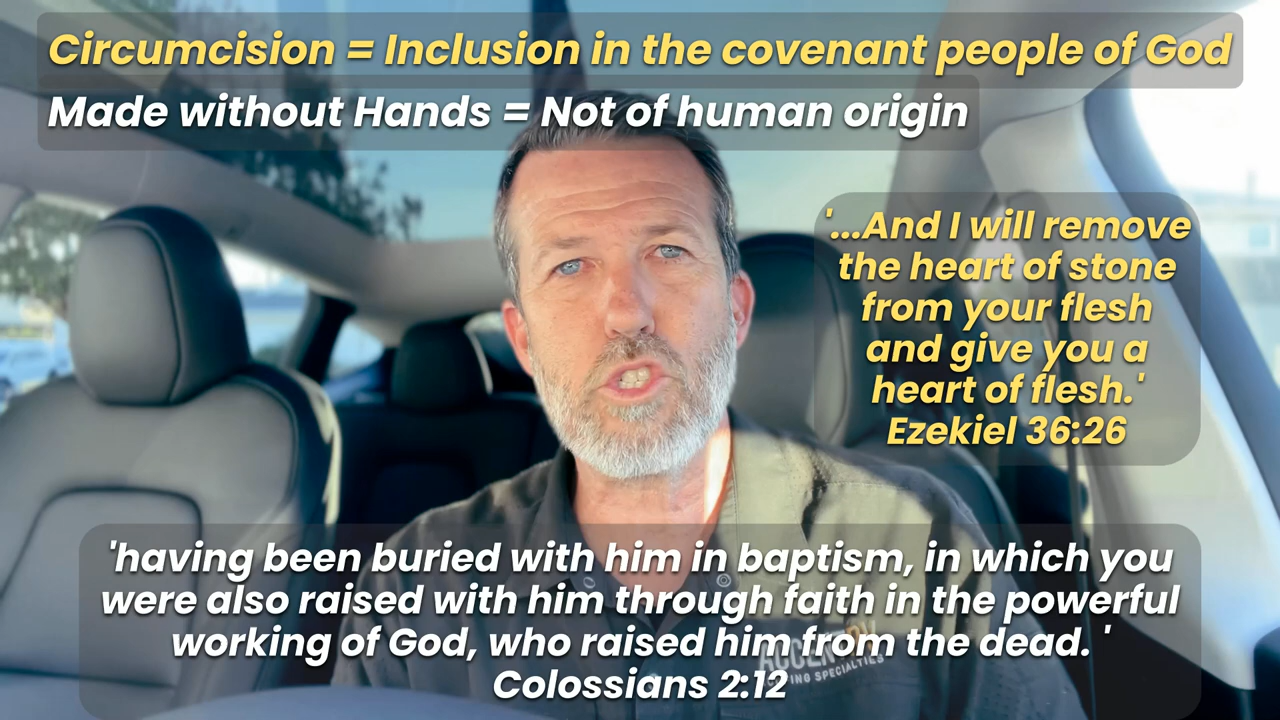 Circumcision = Inclusion in the covenant people of God
Made without Hands = Not of human origin
'...And I will remove
the heart of stone
from your flesh
and give you a
heart of flesh.'
Ezekiel 36:26
'having been buried with him in baptism, in which you
were also raised with him through faith in the powerful
working of God, who raised him from the dead. '
Colossians 2:12
SPECIALTIES